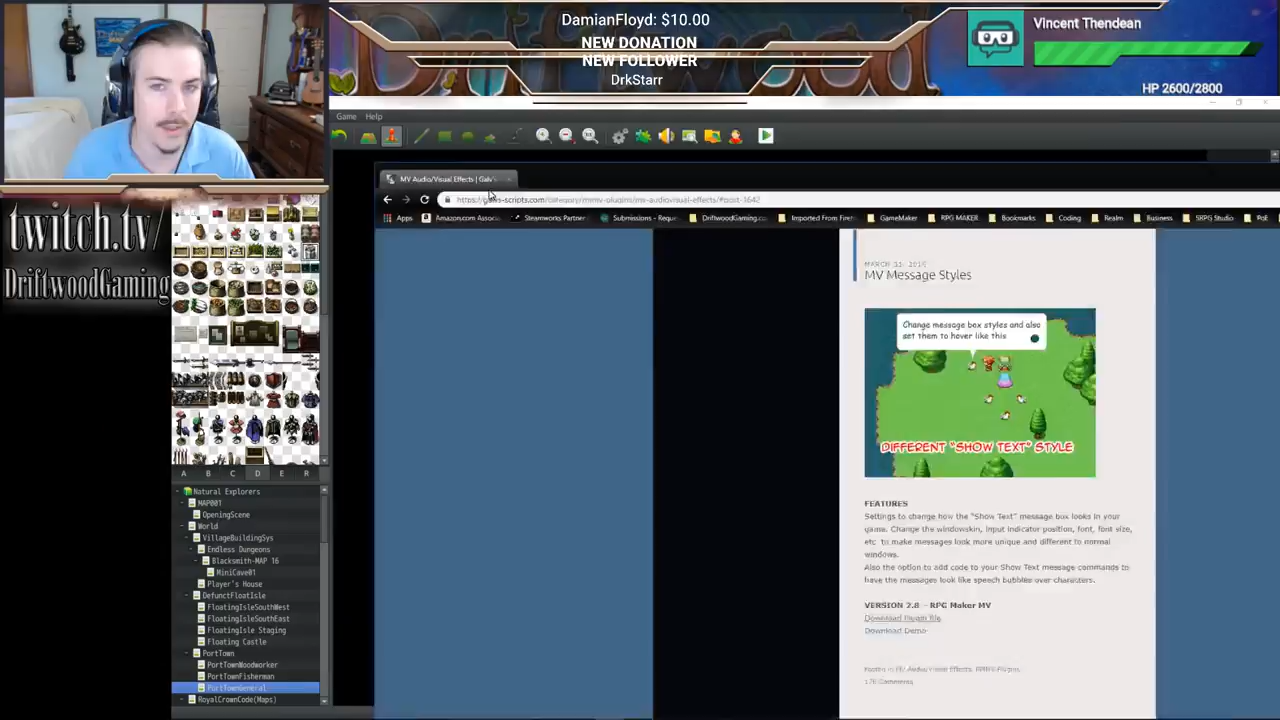 DamianFloyd: $10.00
NEW DONATION
NEW FOLLOWER
DrkStarr
Vincent Thendean
HP 2600/2800
Game Help
MV Audio/Visual Effects | Galv's
twitch.tv/
DriftwoodGaming
Apps
Amazon.com Assoc
Steamworks Partner
Submissions - Reque
DriftwoodGaming.c
Imported From Firef
GameMaker
RPG MAKER
Bookmarks
Coding
Realm
Business
SRPG Studio
PoE
MV Message Styles
Change message box styles and also
set them to hover like this
DIFFERENT "SHOW TEXT" STYLE
FEATURES
Settings to change how the "Show Text" message box looks in your
game. Change the windowskin, input indicator position, font, font size,
etc to make messages look more unique and different to normal
windows.
Also the option to add code to your Show Text message commands to
have the messages look like speech bubbles over characters.
VERSION 2.8 - RPG Maker MV
Download Plugin file
Download Demo
A B C D E R
Natural Explorers
MAP001
OpeningScene
World
VillageBuildingSys
Endless Dungeons
Blacksmith-MAP 16
MiniCave01
Player's House
DefunctFloatIsle
FloatingIsleSouthWest
FloatingIsleSouthEast
FloatingIsle Staging
Floating Castle
PortTown
PortTownWoodworker
PortTownFisherman
PortTownGeneral
RoyalCrownCode(Maps)